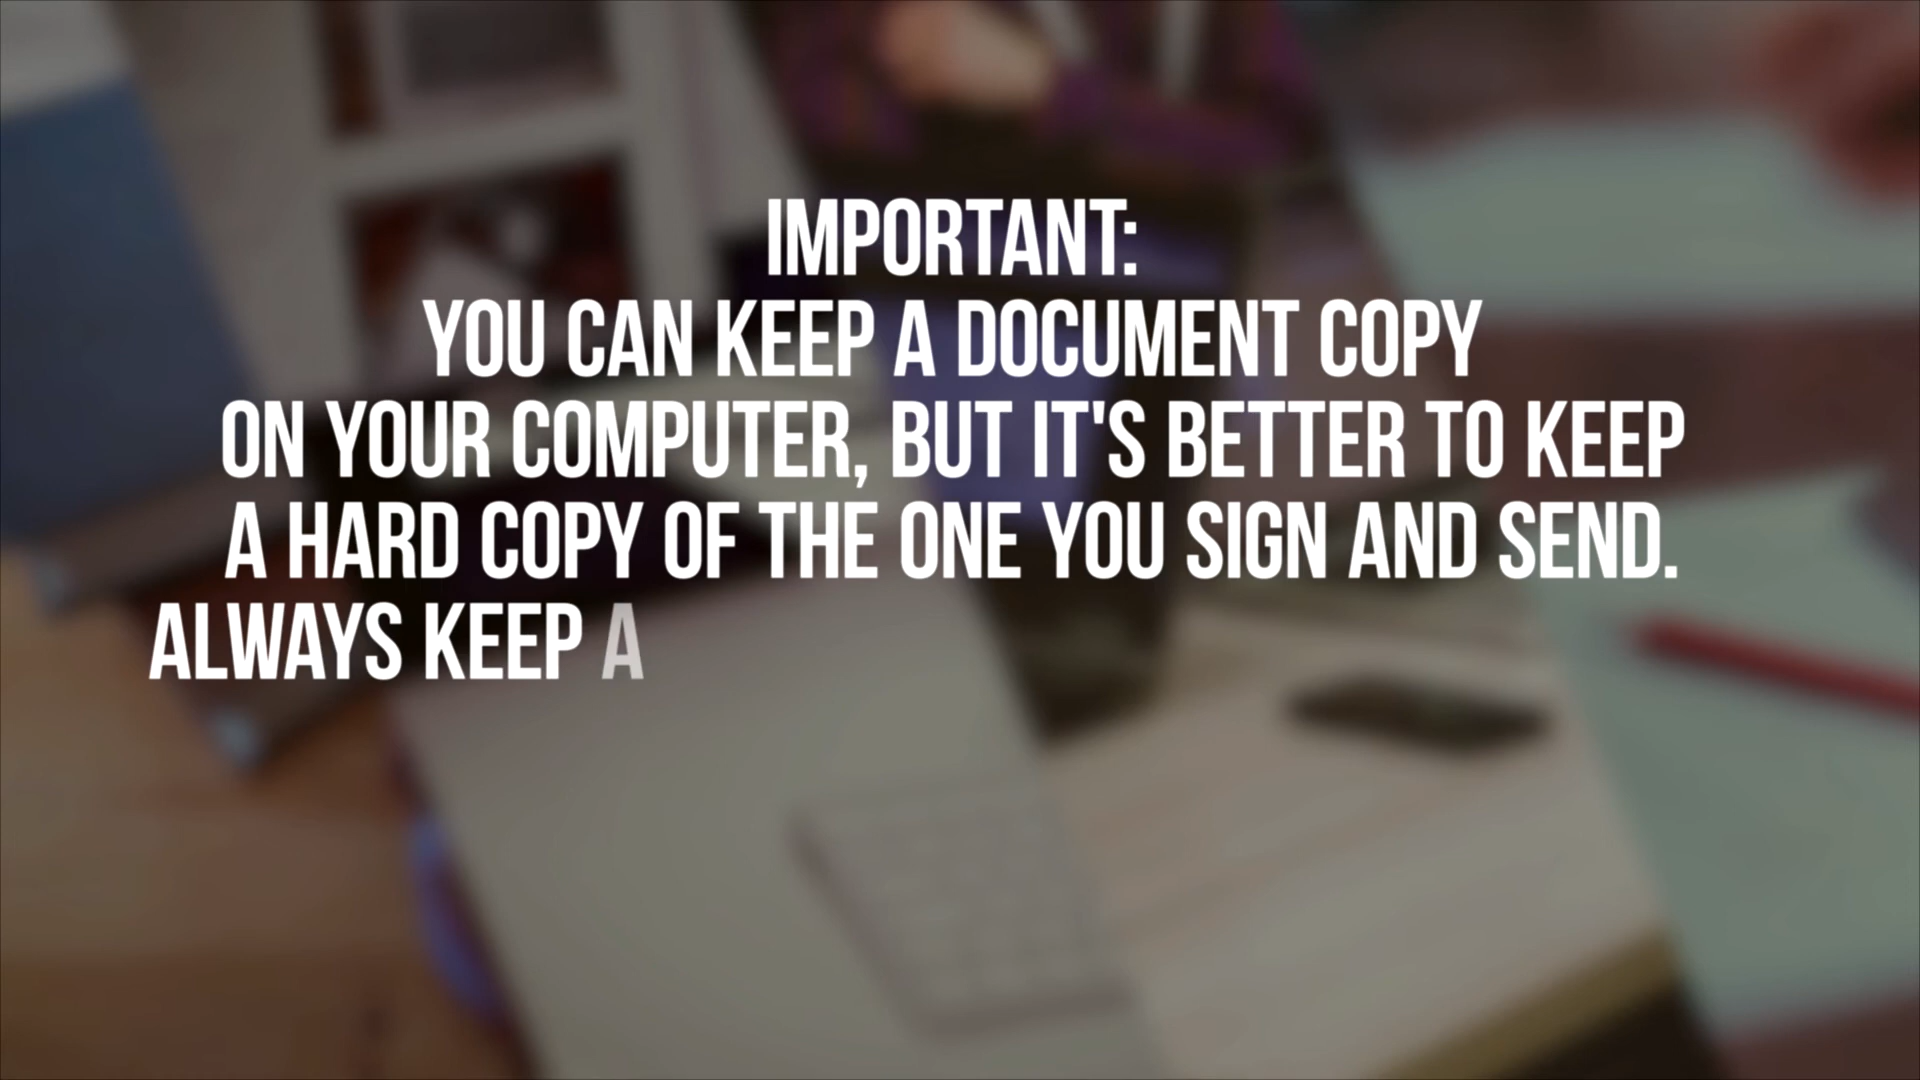 IMPORTANT:
YOU CAN KEEP A DOCUMENT COPY
ON YOUR COMPUTER, BUT IT'S BETTER TO KEEP
A HARD COPY OF THE ONE YOU SIGN AND SEND.
ALWAYS KEEP A